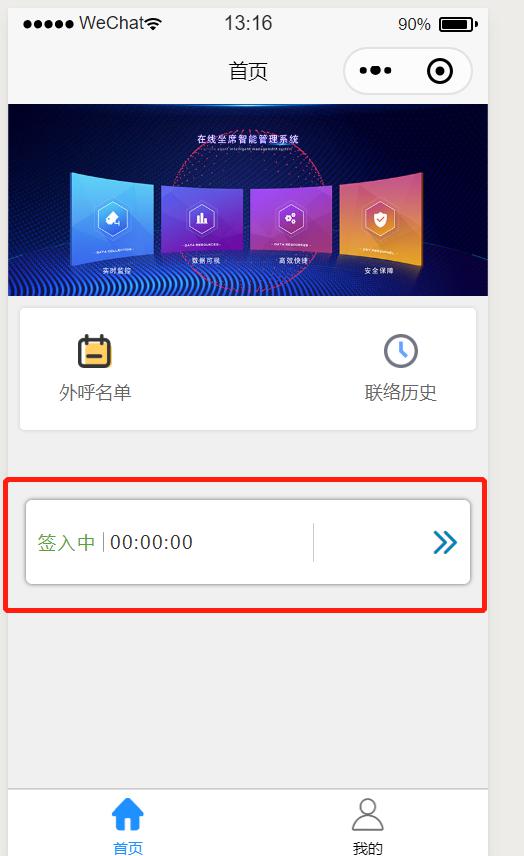 WeChat 13:16 90%
首页
在线坐席智能管理系统
DATA COLLECTION
DATA RESOURCES
DATA RESOURCES
实时监控
数据可视
高效快捷
安全保障
外呼名单
联络历史
签入中 00:00:00
首页
我的